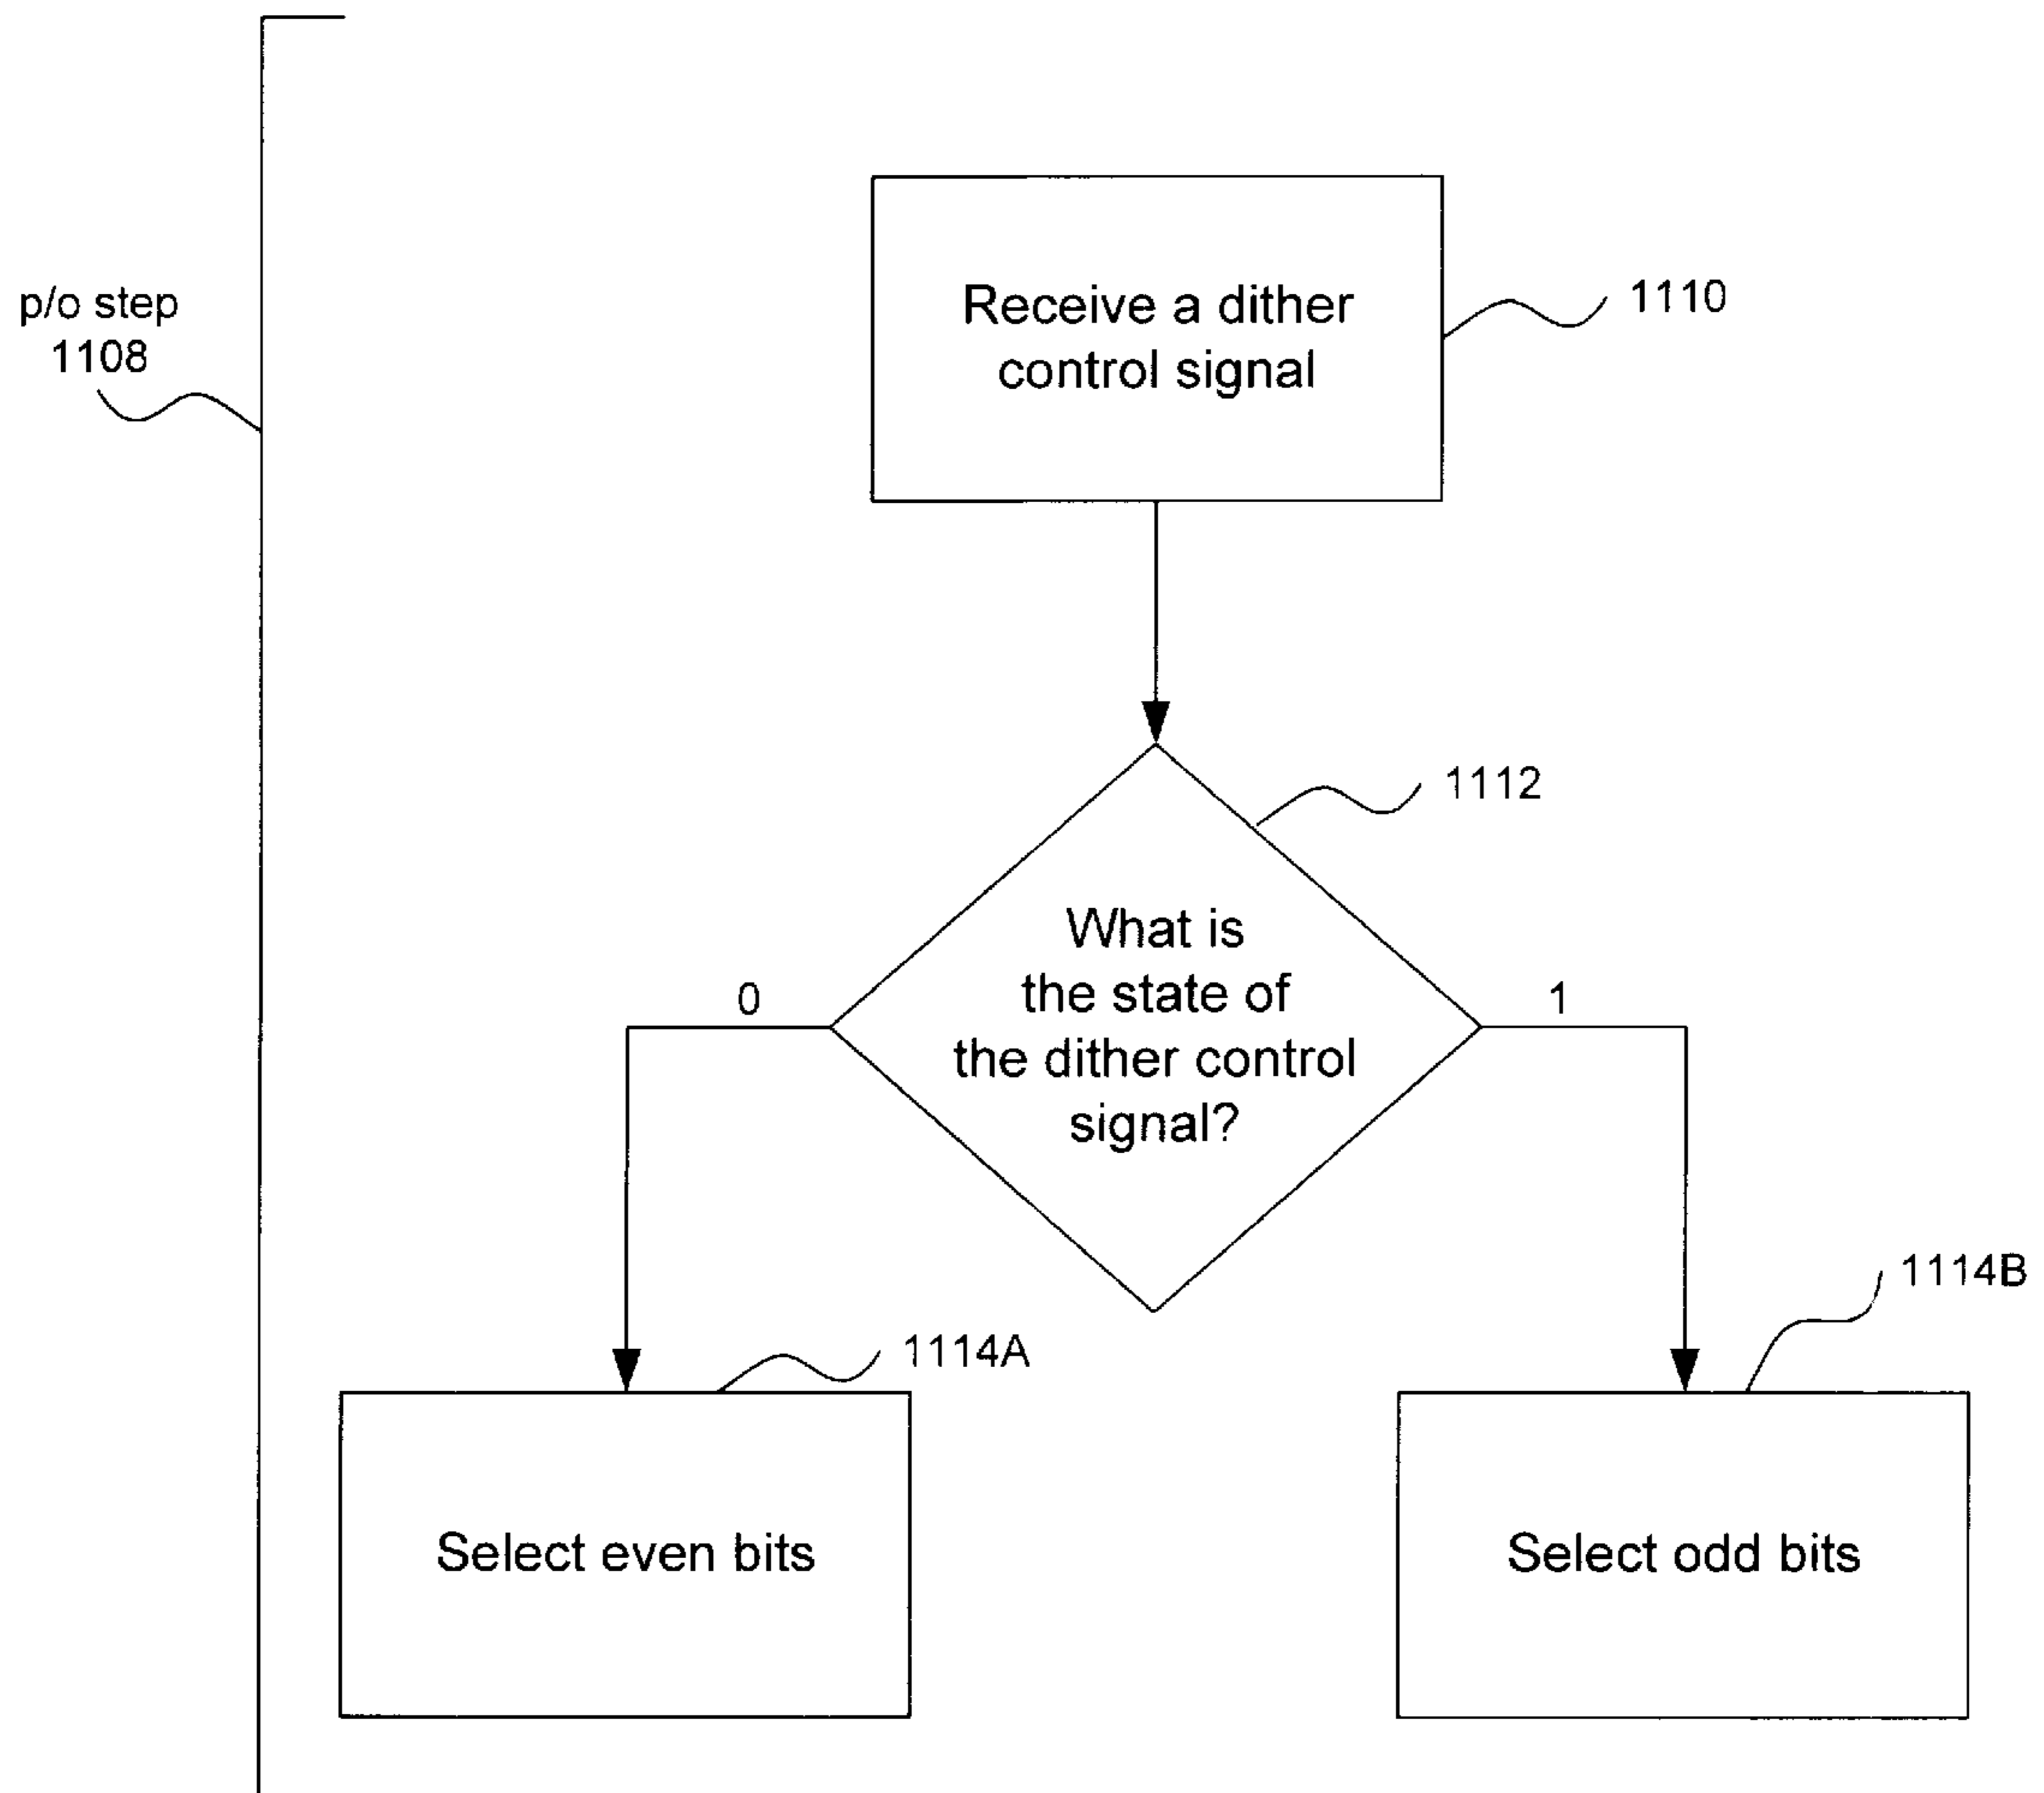 p/o step
1108
Receive a dither
control signal
1110
1112
What is
the state of
the dither control
signal?
0
1
1114A
1114B
Select even bits
Select odd bits